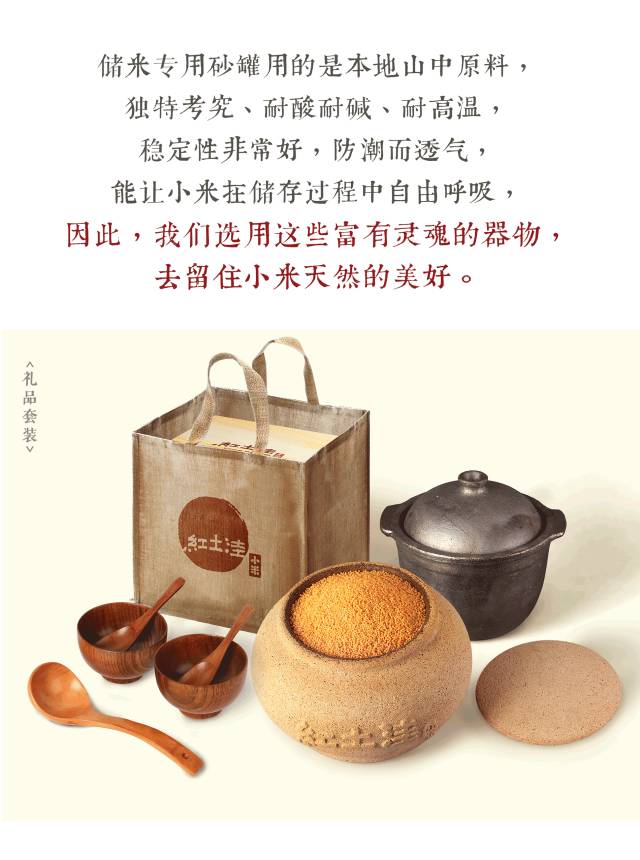 储米专用砂罐用的是本地山中原料，
独特考究、耐酸耐碱、耐高温，
稳定性非常好，防潮而透气，
能让小米在储存过程中自由呼吸，
因此，我们选用这些富有灵魂的器物，
去留住小米天然的美好。
<礼品套装>
紅土洼
紅土洼
小米
紅土洼